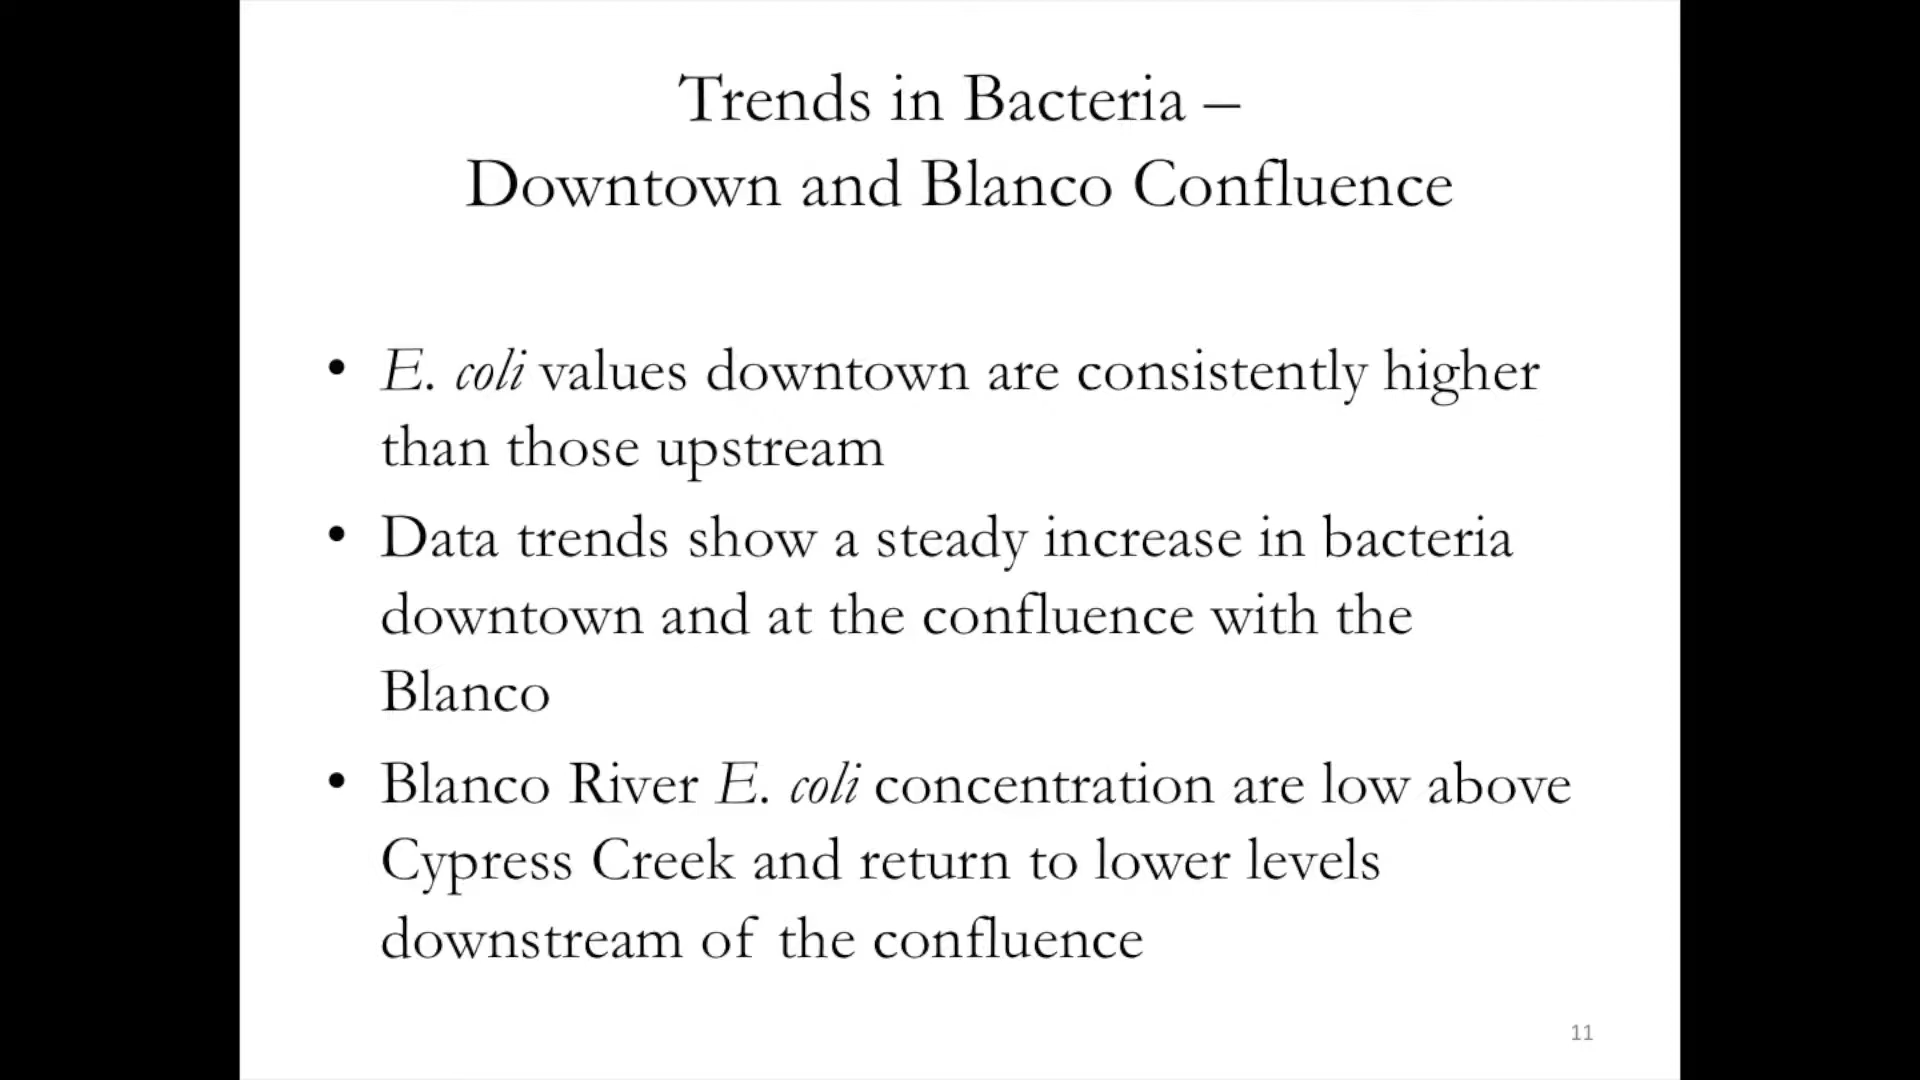 Trends in Bacteria –
Downtown and Blanco Confluence
• E. coli values downtown are consistently higher
than those upstream
• Data trends show a steady increase in bacteria
downtown and at the confluence with the
Blanco
• Blanco River E. coli concentration are low above
Cypress Creek and return to lower levels
downstream of the confluence
11